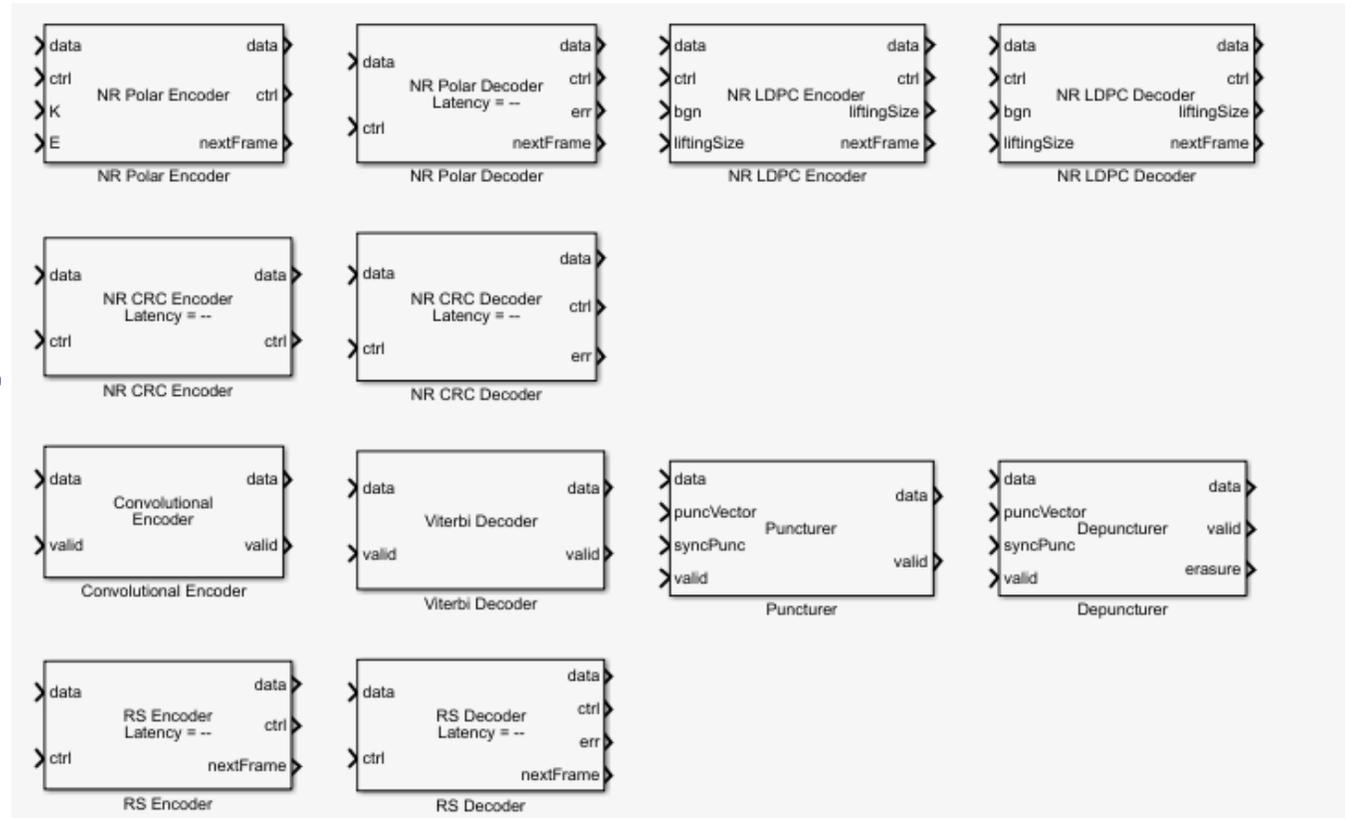 data data
ctrl
NR Polar Encoder ctrl
K
E nextFrame
NR Polar Encoder
data
data
NR Polar Decoder ctrl
Latency = --
err
ctrl
nextFrame
NR Polar Decoder
data data
ctrl ctrl
NR LDPC Encoder
bgn liftingSize
liftingSize nextFrame
NR LDPC Encoder
data data
ctrl ctrl
NR LDPC Decoder
bgn liftingSize
liftingSize nextFrame
NR LDPC Decoder
data data
NR CRC Encoder
Latency = --
ctrl ctrl
NR CRC Encoder
data
data
NR CRC Decoder
ctrl
Latency = --
ctrl
err
NR CRC Decoder
data data
Convolutional
Encoder
valid valid
Convolutional Encoder
data data
Viterbi Decoder
valid valid
Viterbi Decoder
data
data
puncVector
Puncturer
syncPunc
valid
valid
Puncturer
data
data
puncVector
Depuncturer valid
syncPunc
erasure
valid
Depuncturer
data
data
RS Encoder
ctrl
Latency = --
ctrl
nextFrame
RS Encoder
data
data
ctrl
RS Decoder
Latency = --
err
ctrl
nextFrame
RS Decoder